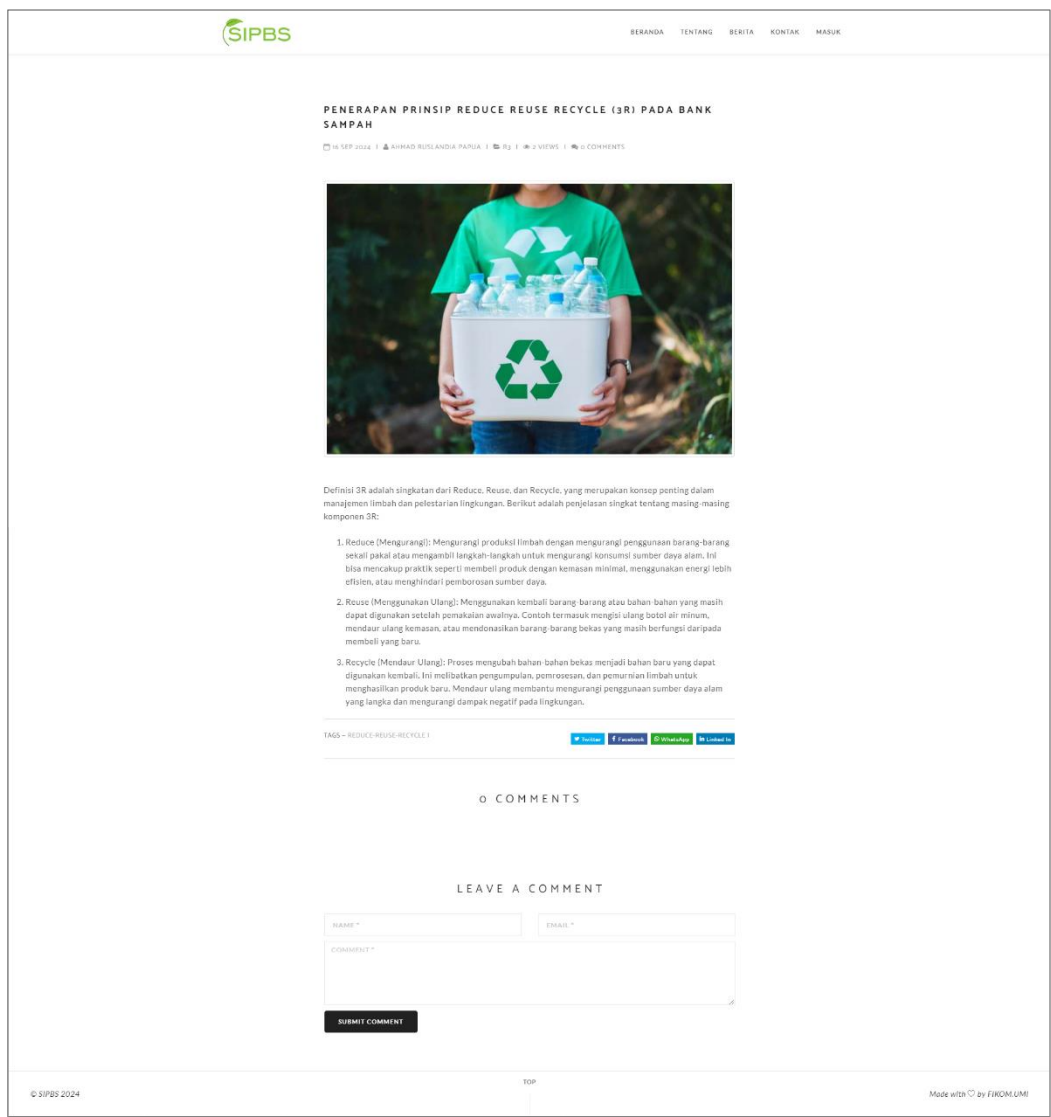 SIPBS
BERANDA TENTANG BERITA KONTAK MASUK
PENERAPAN PRINSIP REDUCE REUSE RECYCLE (3R) PADA BANK
SAMPAH
16 SEP 2024 I AHMAD RUSLANDIA PAPUA I R3 I 2 VIEWS I 0 COMMENTS
Definisi 3R adalah singkatan dari Reduce, Reuse, dan Recycle, yang merupakan konsep penting dalam
manajemen limbah dan pelestarian lingkungan. Berikut adalah penjelasan singkat tentang masing-masing
komponen 3R:
1. Reduce (Mengurangi): Mengurangi produksi limbah dengan mengurangi penggunaan barang-barang
sekali pakai atau mengambil langkah-langkah untuk mengurangi konsumsi sumber daya alam. Ini
bisa mencakup praktik seperti membeli produk dengan kemasan minimal, menggunakan energi lebih
efisien, atau menghindari pemborosan sumber daya.
2. Reuse (Menggunakan Ulang): Menggunakan kembali barang-barang atau bahan-bahan yang masih
dapat digunakan setelah pemakaian awalnya. Contoh termasuk mengisi ulang botol air minum,
mendaur ulang kemasan, atau mendonasikan barang-barang bekas yang masih berfungsi daripada
membeli yang baru.
3. Recycle (Mendaur Ulang): Proses mengubah bahan-bahan bekas menjadi bahan baru yang dapat
digunakan kembali. Ini melibatkan pengumpulan, pemrosesan, dan pemurnian limbah untuk
menghasilkan produk baru. Mendaur ulang membantu mengurangi penggunaan sumber daya alam
yang langka dan mengurangi dampak negatif pada lingkungan.
TAGS – REDUCE-REUSE-RECYCLE I
Twitter Facebook WhatsApp Linked In
0 COMMENTS
LEAVE A COMMENT
NAME * EMAIL *
COMMENT *
SUBMIT COMMENT
TOP
© SIPBS 2024
Made with ♡ by FIKOM.UMI